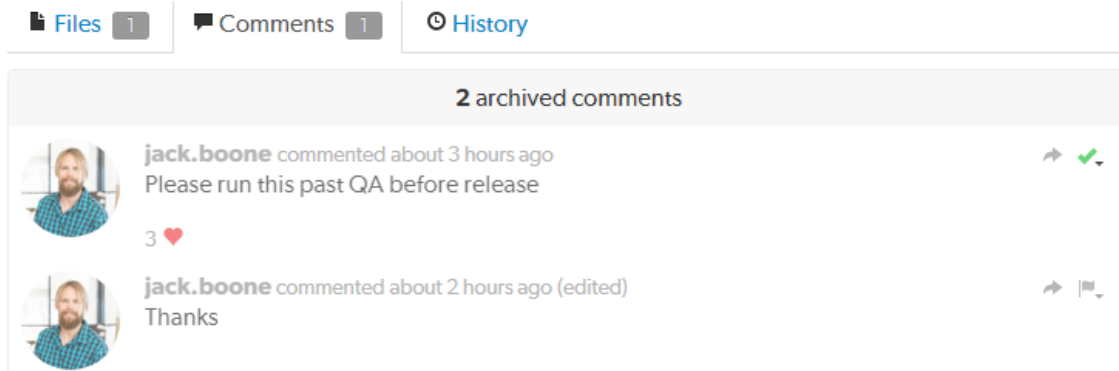 Files 1 Comments 1 History
2 archived comments
jack.boone commented about 3 hours ago
Please run this past QA before release
3
jack.boone commented about 2 hours ago (edited)
Thanks